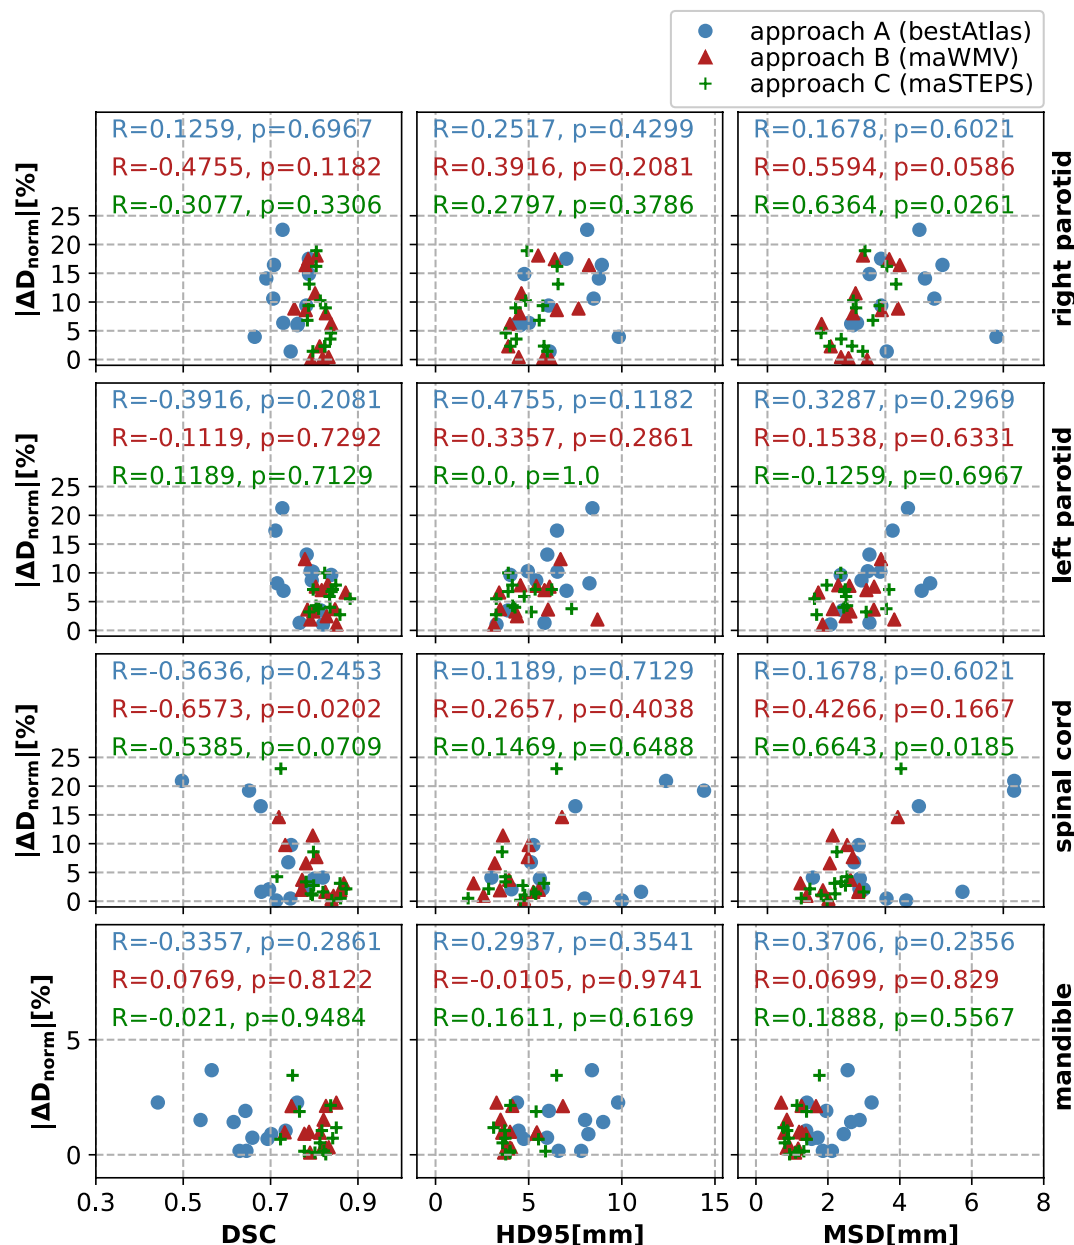 approach A (bestAtlas)
approach B (maWMV)
approach C (maSTEPS)
R=0.1259, p=0.6967
R=-0.4755, p=0.1182
R=-0.3077, p=0.3306
R=0.2517, p=0.4299
R=0.3916, p=0.2081
R=0.2797, p=0.3786
R=0.1678, p=0.6021
R=0.5594, p=0.0586
R=0.6364, p=0.0261
|ΔDnorm|[%]
25
20
15
10
5
0
right parotid
R=-0.3916, p=0.2081
R=-0.1119, p=0.7292
R=0.1189, p=0.7129
R=0.4755, p=0.1182
R=0.3357, p=0.2861
R=0.0, p=1.0
R=0.3287, p=0.2969
R=0.1538, p=0.6331
R=-0.1259, p=0.6967
|ΔDnorm|[%]
25
20
15
10
5
0
left parotid
R=-0.3636, p=0.2453
R=-0.6573, p=0.0202
R=-0.5385, p=0.0709
R=0.1189, p=0.7129
R=0.2657, p=0.4038
R=0.1469, p=0.6488
R=0.1678, p=0.6021
R=0.4266, p=0.1667
R=0.6643, p=0.0185
|ΔDnorm|[%]
25
20
15
10
5
0
spinal cord
R=-0.3357, p=0.2861
R=0.0769, p=0.8122
R=-0.021, p=0.9484
R=0.2937, p=0.3541
R=-0.0105, p=0.9741
R=0.1611, p=0.6169
R=0.3706, p=0.2356
R=0.0699, p=0.829
R=0.1888, p=0.5567
|ΔDnorm|[%]
5
0
mandible
0.3 0.5 0.7 0.9
0 5 10 15
0 2 4 6 8
DSC
HD95[mm]
MSD[mm]